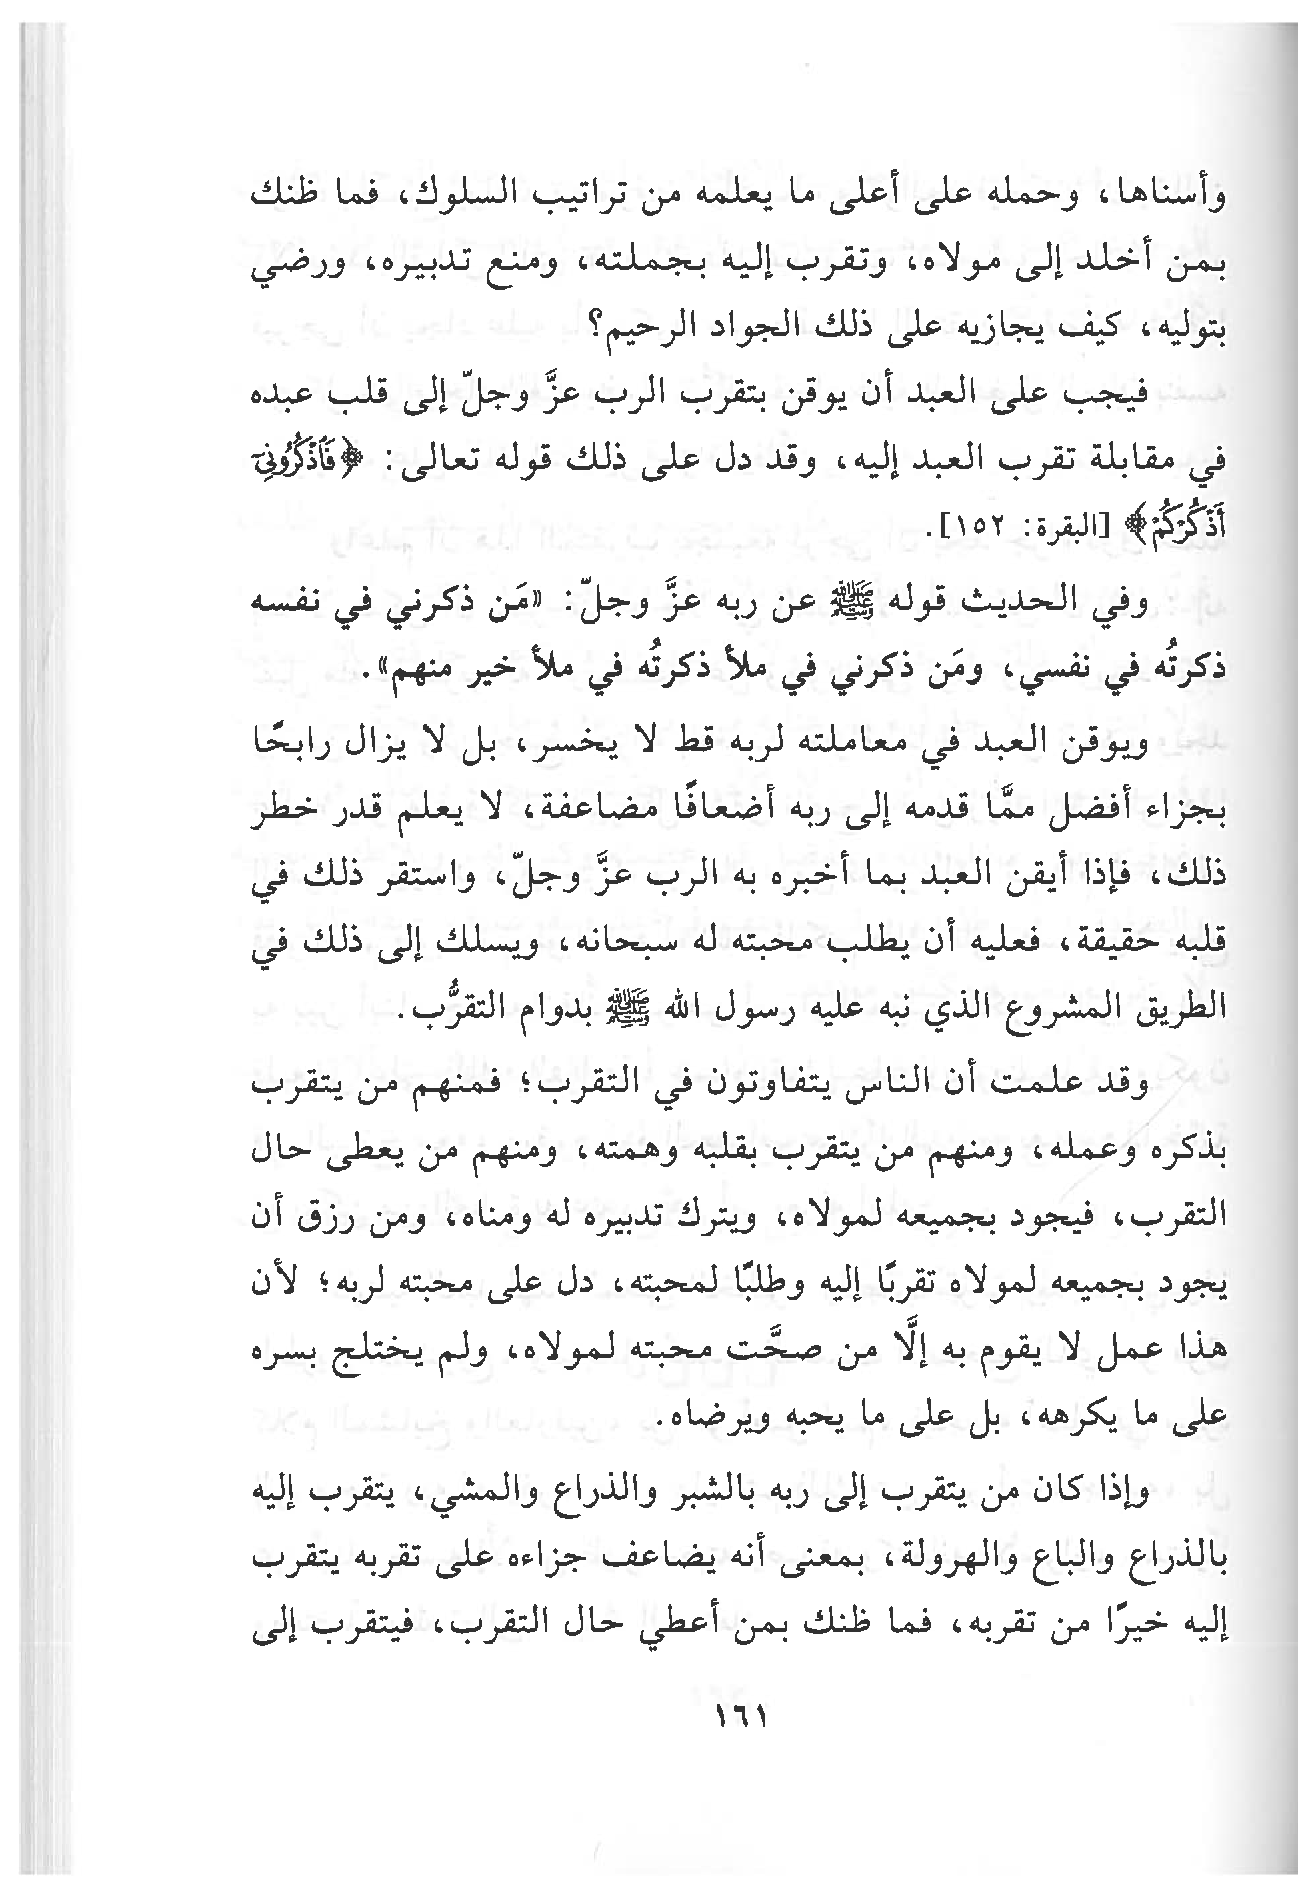 وأسناها، وحمله على أعلى ما يعلمه من تراتيب السلوك، فما ظنك
بمن أخلد إلى مولاه، وتقرب إليه بجملته، ومنع تدبيره، ورضي
بتوليه، كيف يجازيه على ذلك الجواد الرحيم؟
فيجب على العبد أن يوقن بتقرب الرب عزَّ وجلّ إلى قلب عبده
في مقابلة تقرب العبد إليه، وقد دل على ذلك قوله تعالى: ﴿فَٱذْكُرُونِىٓ
أَذْكُرْكُمْ﴾ [البقرة: ١٥٢].
وفي الحديث قوله ﷺ عن ربه عزَّ وجلّ: «مَن ذكرني في نفسه
ذكرتُه في نفسي، ومَن ذكرني في ملأ ذكرتُه في ملأ خير منهم».
ويوقن العبد في معاملته لربه قط لا يخسر، بل لا يزال رابحًا
بجزاء أفضل ممَّا قدمه إلى ربه أضعافًا مضاعفة، لا يعلم قدر خطر
ذلك، فإذا أيقن العبد بما أخبره به الرب عزَّ وجلّ، واستقر ذلك في
قلبه حقيقة، فعليه أن يطلب محبته له سبحانه، ويسلك إلى ذلك في
الطريق المشروع الذي نبه عليه رسول الله ﷺ بدوام التقرُّب.
وقد علمت أن الناس يتفاوتون في التقرب؛ فمنهم من يتقرب
بذكره وعمله، ومنهم من يتقرب بقلبه وهمته، ومنهم من يعطى حال
التقرب، فيجود بجميعه لمولاه، ويترك تدبيره له ومناه، ومن رزق أن
يجود بجميعه لمولاه تقربًا إليه وطلبًا لمحبته، دل على محبته لربه؛ لأن
هذا عمل لا يقوم به إلَّا من صحَّت محبته لمولاه، ولم يختلج بسره
على ما يكرهه، بل على ما يحبه ويرضاه.
وإذا كان من يتقرب إلى ربه بالشبر والذراع والمشي، يتقرب إليه
بالذراع والباع والهرولة، بمعنى أنه يضاعف جزاءه على تقربه يتقرب
إليه خيرًا من تقربه، فما ظنك بمن أعطي حال التقرب، فيتقرب إلى
١٦١